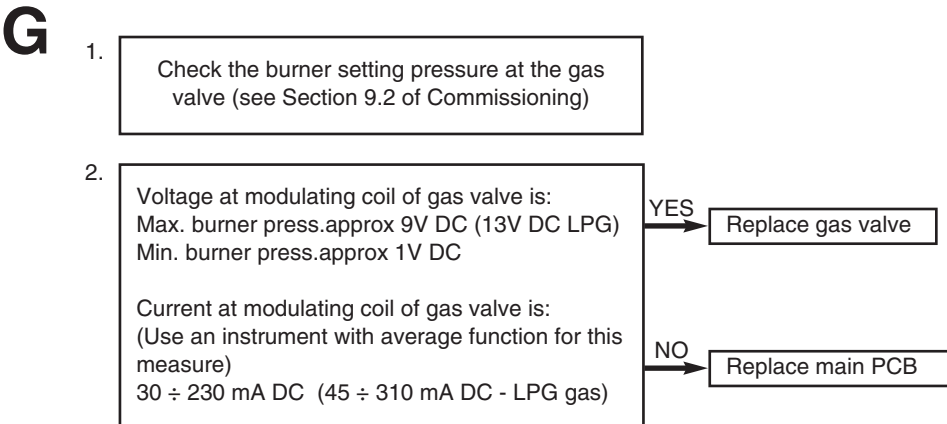 G
1.
Check the burner setting pressure at the gas
valve (see Section 9.2 of Commissioning)
2.
Voltage at modulating coil of gas valve is:
Max. burner press.approx 9V DC (13V DC LPG)
Min. burner press.approx 1V DC
YES
Replace gas valve
Current at modulating coil of gas valve is:
(Use an instrument with average function for this
measure)
30 ÷ 230 mA DC (45 ÷ 310 mA DC - LPG gas)
NO
Replace main PCB